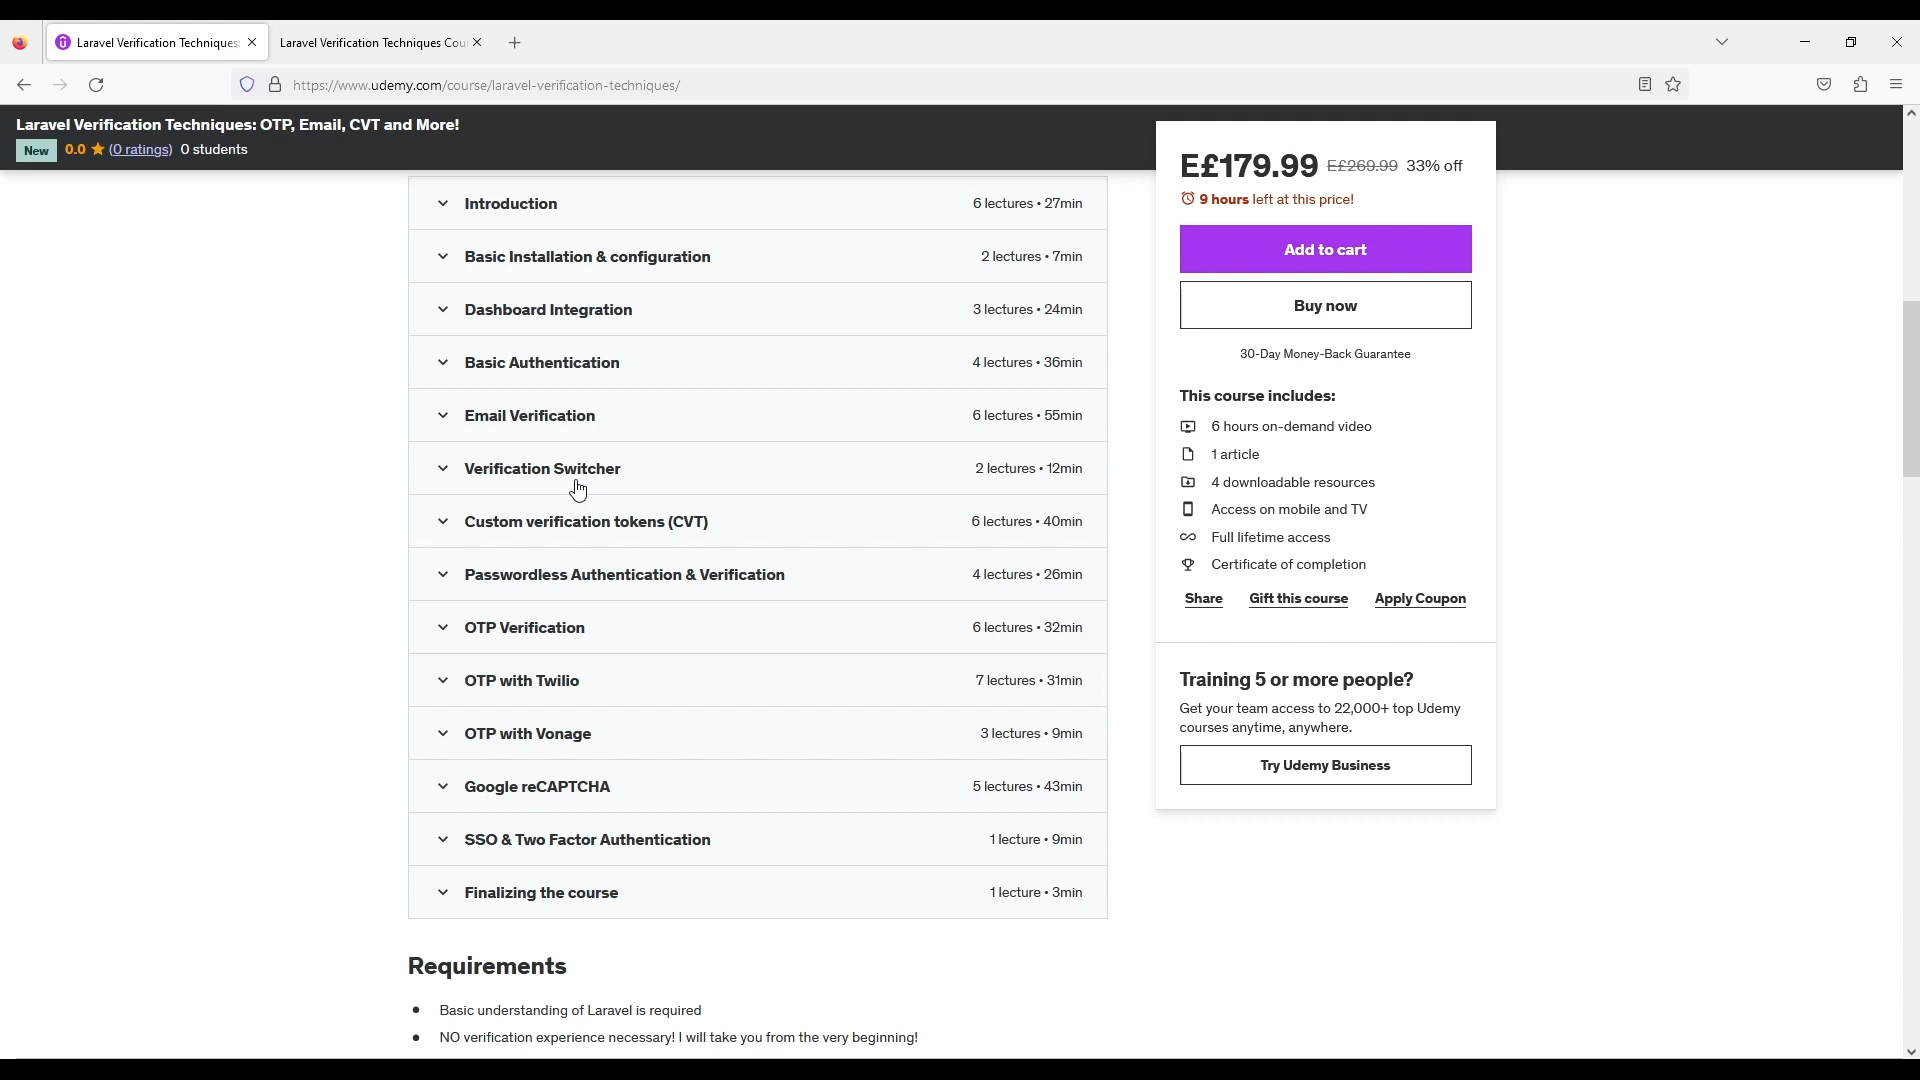 Laravel Verification Techniques:
Laravel Verification Techniques Cou
https://www.udemy.com/course/laravel-verification-techniques/
Laravel Verification Techniques: OTP, Email, CVT and More!
New 0.0 (0 ratings) 0 students
Introduction 6 lectures • 27min
Basic Installation & configuration 2 lectures • 7min
Dashboard Integration 3 lectures • 24min
Basic Authentication 4 lectures • 36min
Email Verification 6 lectures • 55min
Verification Switcher 2 lectures • 12min
Custom verification tokens (CVT) 6 lectures • 40min
Passwordless Authentication & Verification 4 lectures • 26min
OTP Verification 6 lectures • 32min
OTP with Twilio 7 lectures • 31min
OTP with Vonage 3 lectures • 9min
Google reCAPTCHA 5 lectures • 43min
SSO & Two Factor Authentication 1 lecture • 9min
Finalizing the course 1 lecture • 3min
Requirements
• Basic understanding of Laravel is required
• NO verification experience necessary! I will take you from the very beginning!
E£179.99 E£269.99 33% off
9 hours left at this price!
Add to cart
Buy now
30-Day Money-Back Guarantee
This course includes:
6 hours on-demand video
1 article
4 downloadable resources
Access on mobile and TV
Full lifetime access
Certificate of completion
Share Gift this course Apply Coupon
Training 5 or more people?
Get your team access to 22,000+ top Udemy
courses anytime, anywhere.
Try Udemy Business